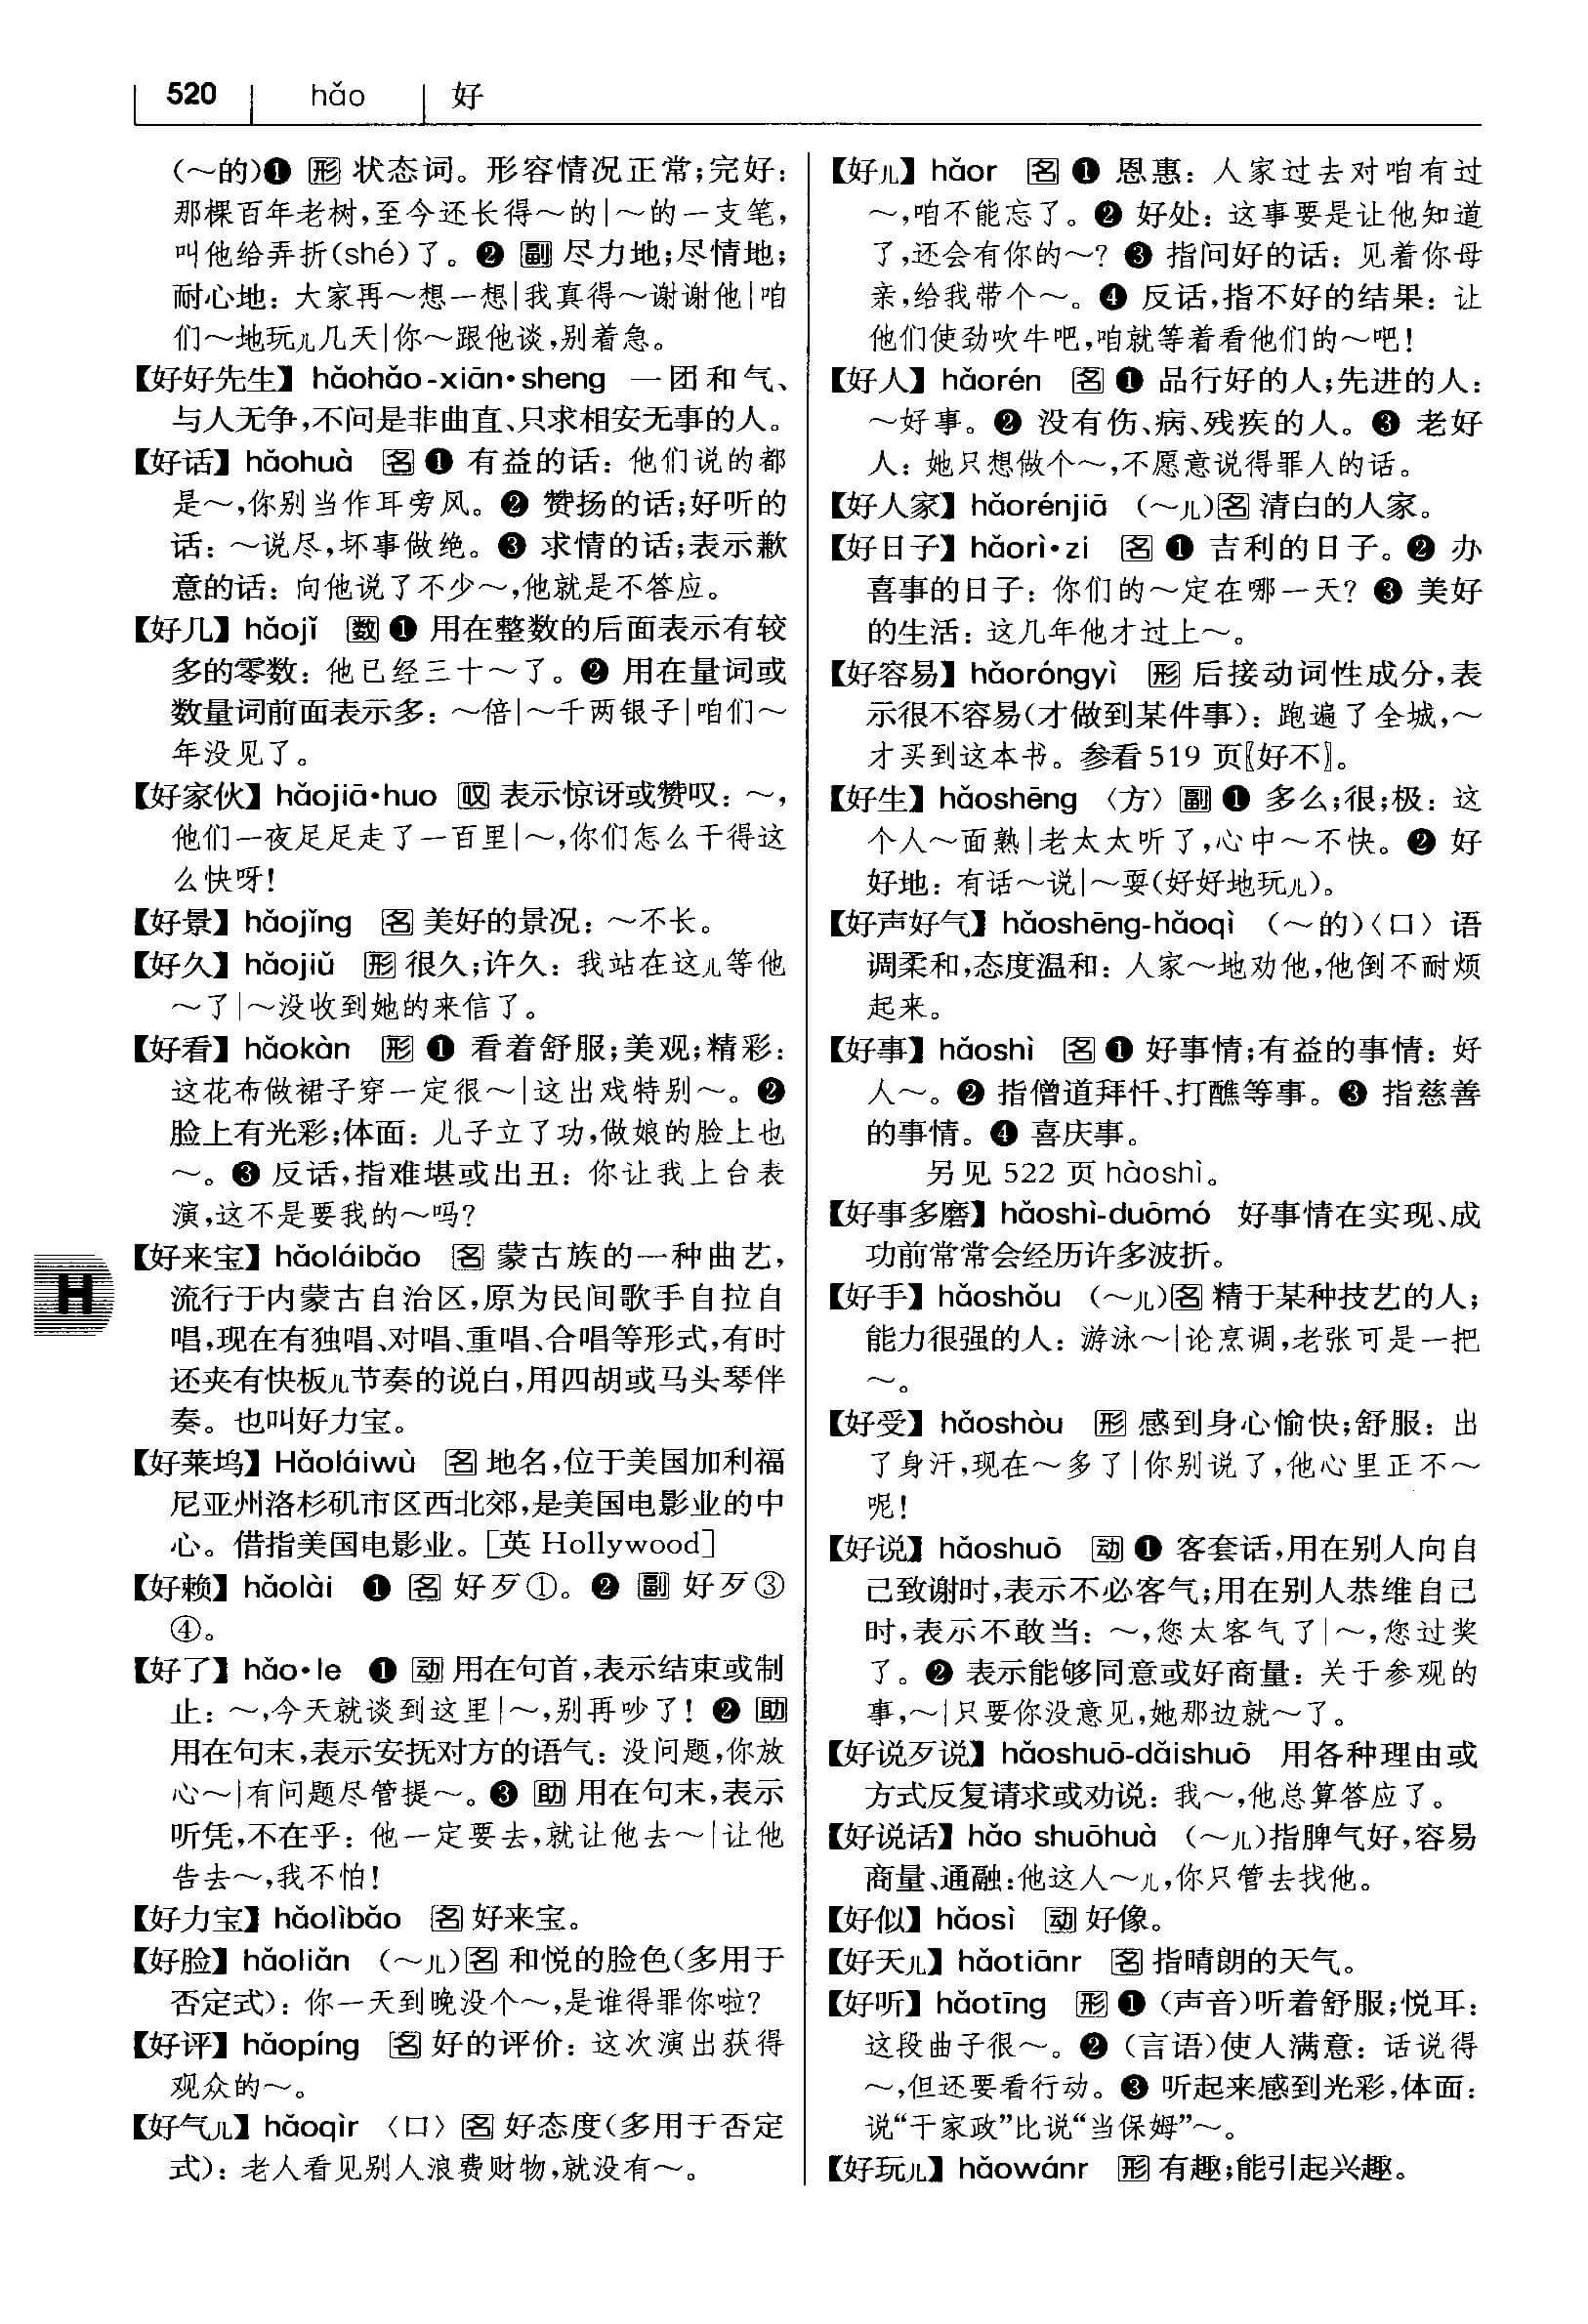 520 hǎo 好
(～的)❶ 形 状态词。形容情况正常;完好:
那棵百年老树,至今还长得～的|～的一支笔,
叫他给弄折(shé)了。❷ 副 尽力地;尽情地;
耐心地: 大家再～想一想|我真得～谢谢他|咱
们～地玩儿几天|你～跟他谈,别着急。
【好好先生】 hǎohǎo-xiān•sheng 一团和气、
与人无争,不问是非曲直、只求相安无事的人。
【好话】 hǎohuà 名 ❶ 有益的话: 他们说的都
是～,你别当作耳旁风。❷ 赞扬的话;好听的
话: ～说尽,坏事做绝。❸ 求情的话;表示歉
意的话: 向他说了不少～,他就是不答应。
【好几】 hǎojǐ 数 ❶ 用在整数的后面表示有较
多的零数: 他已经三十～了。❷ 用在量词或
数量词前面表示多: ～倍|～千两银子|咱们～
年没见了。
【好家伙】 hǎojiā•huo 叹 表示惊讶或赞叹: ～,
他们一夜足足走了一百里|～,你们怎么干得这
么快呀!
【好景】 hǎojǐng 名 美好的景况: ～不长。
【好久】 hǎojiǔ 形 很久;许久: 我站在这儿等他
～了|～没收到她的来信了。
【好看】 hǎokàn 形 ❶ 看着舒服;美观;精彩:
这花布做裙子穿一定很～|这出戏特别～。❷
脸上有光彩;体面: 儿子立了功,做娘的脸上也
～。❸ 反话,指难堪或出丑: 你让我上台表
演,这不是要我的～吗?
【好来宝】 hǎoláibǎo 名 蒙古族的一种曲艺,
流行于内蒙古自治区,原为民间歌手自拉自
唱,现在有独唱、对唱、重唱、合唱等形式,有时
还夹有快板儿节奏的说白,用四胡或马头琴伴
奏。也叫好力宝。
【好莱坞】 Hǎoláiwù 名 地名,位于美国加利福
尼亚州洛杉矶市区西北郊,是美国电影业的中
心。借指美国电影业。[英 Hollywood]
【好赖】 hǎolài ❶ 名 好歹①。❷ 副 好歹③
④。
【好了】 hǎo•le ❶ 动 用在句首,表示结束或制
止: ～,今天就谈到这里|～,别再吵了! ❷ 助
用在句末,表示安抚对方的语气: 没问题,你放
心～|有问题尽管提～。❸ 助 用在句末,表示
听凭,不在乎: 他一定要去,就让他去～|让他
告去～,我不怕!
【好力宝】 hǎolìbǎo 名 好来宝。
【好脸】 hǎoliǎn (～儿)名 和悦的脸色(多用于
否定式): 你一天到晚没个～,是谁得罪你啦?
【好评】 hǎopíng 名 好的评价: 这次演出获得
观众的～。
【好气儿】 hǎoqìr 〈口〉 名 好态度(多用于否定
式): 老人看见别人浪费财物,就没有～。
H
【好儿】 hǎor 名 ❶ 恩惠: 人家过去对咱有过
～,咱不能忘了。❷ 好处: 这事要是让他知道
了,还会有你的～? ❸ 指问好的话: 见着你母
亲,给我带个～。❹ 反话,指不好的结果: 让
他们使劲吹牛吧,咱就等着看他们的～吧!
【好人】 hǎorén 名 ❶ 品行好的人;先进的人:
～好事。❷ 没有伤、病、残疾的人。❸ 老好
人: 她只想做个～,不愿意说得罪人的话。
【好人家】 hǎorénjiā (～儿)名 清白的人家。
【好日子】 hǎorì•zi 名 ❶ 吉利的日子。❷ 办
喜事的日子: 你们的～定在哪一天? ❸ 美好
的生活: 这几年他才过上～。
【好容易】 hǎoróngyì 形 后接动词性成分,表
示很不容易(才做到某件事): 跑遍了全城,～
才买到这本书。参看519 页〖好不〗。
【好生】 hǎoshēng 〈方〉 副 ❶ 多么;很;极: 这
个人～面熟|老太太听了,心中～不快。❷ 好
好地: 有话～说|～耍(好好地玩儿)。
【好声好气】 hǎoshēng-hǎoqì (～的)〈口〉 语
调柔和,态度温和: 人家～地劝他,他倒不耐烦
起来。
【好事】 hǎoshì 名 ❶ 好事情;有益的事情: 好
人～。❷ 指僧道拜忏、打醮等事。❸ 指慈善
的事情。❹ 喜庆事。
另见 522 页 hàoshì。
【好事多磨】 hǎoshì-duōmó 好事情在实现、成
功前常常会经历许多波折。
【好手】 hǎoshǒu (～儿)名 精于某种技艺的人;
能力很强的人: 游泳～|论烹调,老张可是一把
～。
【好受】 hǎoshòu 形 感到身心愉快;舒服: 出
了身汗,现在～多了|你别说了,他心里正不～
呢!
【好说】 hǎoshuō 动 ❶ 客套话,用在别人向自
己致谢时,表示不必客气;用在别人恭维自己
时,表示不敢当: ～,您太客气了|～,您过奖
了。❷ 表示能够同意或好商量: 关于参观的
事,～|只要你没意见,她那边就～了。
【好说歹说】 hǎoshuō-dǎishuō 用各种理由或
方式反复请求或劝说: 我～,他总算答应了。
【好说话】 hǎo shuōhuà (～儿)指脾气好,容易
商量、通融:他这人～儿,你只管去找他。
【好似】 hǎosì 动 好像。
【好天儿】 hǎotiānr 名 指晴朗的天气。
【好听】 hǎotīng 形 ❶ (声音)听着舒服;悦耳:
这段曲子很～。❷ (言语)使人满意: 话说得
～,但还要看行动。❸ 听起来感到光彩,体面:
说“干家政”比说“当保姆”～。
【好玩儿】 hǎowánr 形 有趣;能引起兴趣。